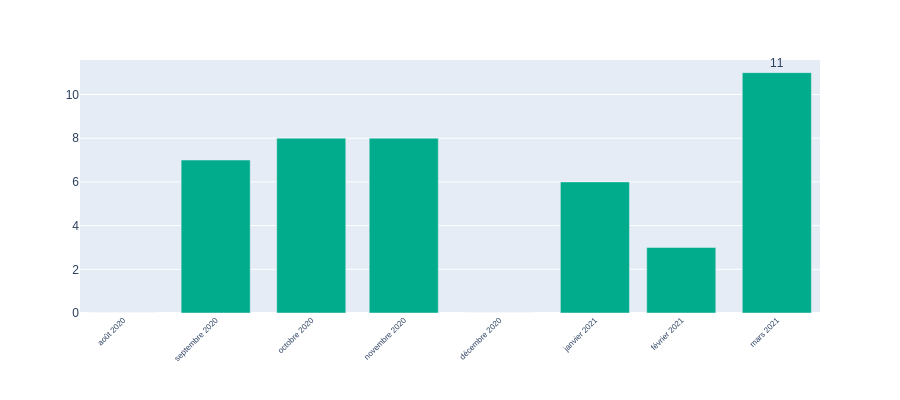 11
10
8
6
4
2
0
août 2020
septembre 2020
octobre 2020
novembre 2020
décembre 2020
janvier 2021
février 2021
mars 2021